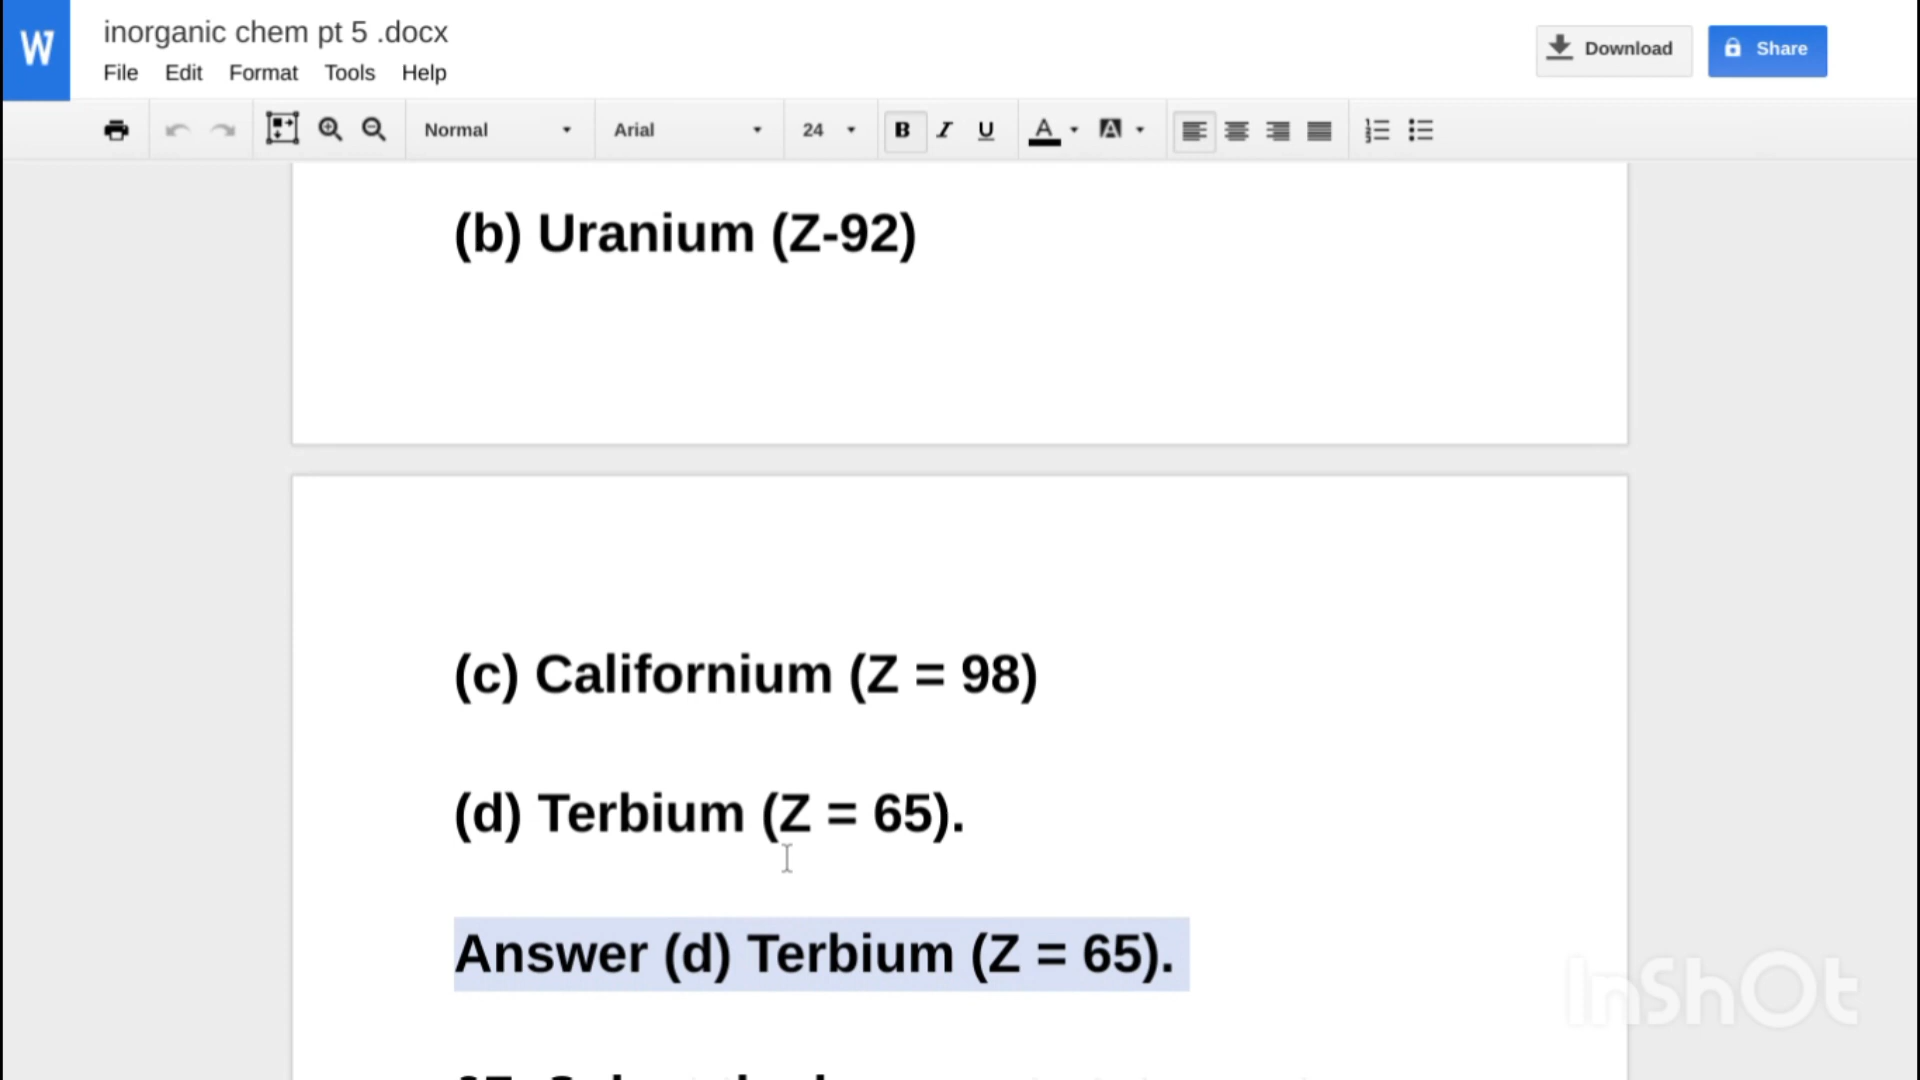 W
inorganic chem pt 5 .docx
File Edit Format Tools Help
Download
Share
Normal
Arial
24
B I U A A
(b) Uranium (Z-92)
(c) Californium (Z = 98)
(d) Terbium (Z = 65).
Answer (d) Terbium (Z = 65).
InShOt